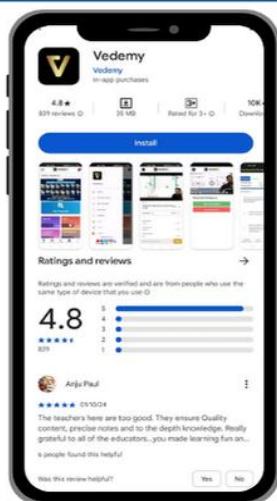 Vedemy
Vedemy
In-app purchases
4.8★
839 reviews
35 MB
3+
Rated for 3+
10K+
Downloa
Install
Ratings and reviews
Ratings and reviews are verified and are from people who use the
same type of device that you use
4.8
5
4
3
2
1
839
Anju Paul
01/10/24
The teachers here are too good. They ensure Quality
content, precise notes and to the depth knowledge. Really
grateful to all of the educators...you made learning fun an...
6 people found this helpful
Was this review helpful?
Yes
No